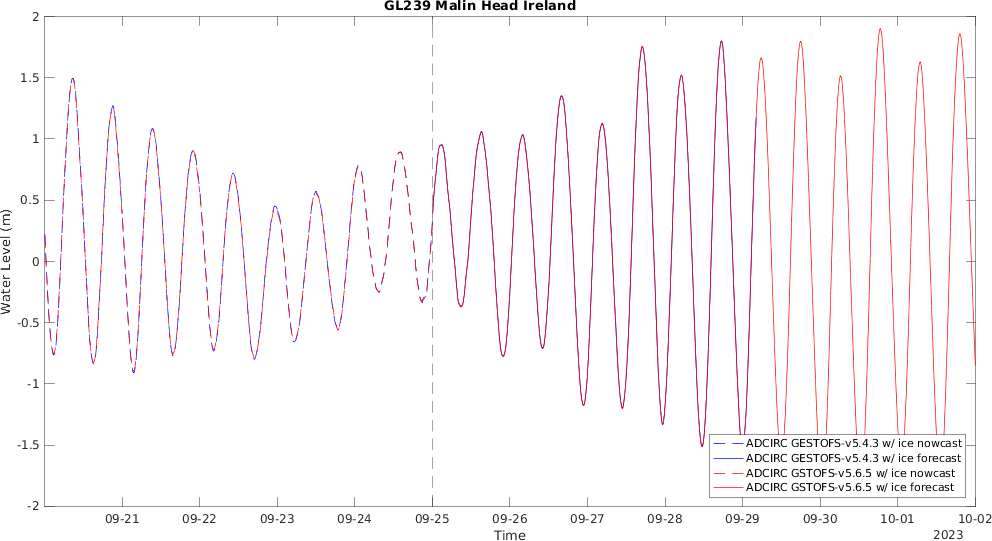 GL239 Malin Head Ireland
2
1.5
1
0.5
0
-0.5
-1
-1.5
-2
Water Level (m)
ADCIRC GESTOFS-v5.4.3 w/ ice nowcast
ADCIRC GESTOFS-v5.4.3 w/ ice forecast
ADCIRC GSTOFS-v5.6.5 w/ ice nowcast
ADCIRC GSTOFS-v5.6.5 w/ ice forecast
09-21 09-22 09-23 09-24 09-25 09-26 09-27 09-28 09-29 09-30 10-01 10-02
Time
2023